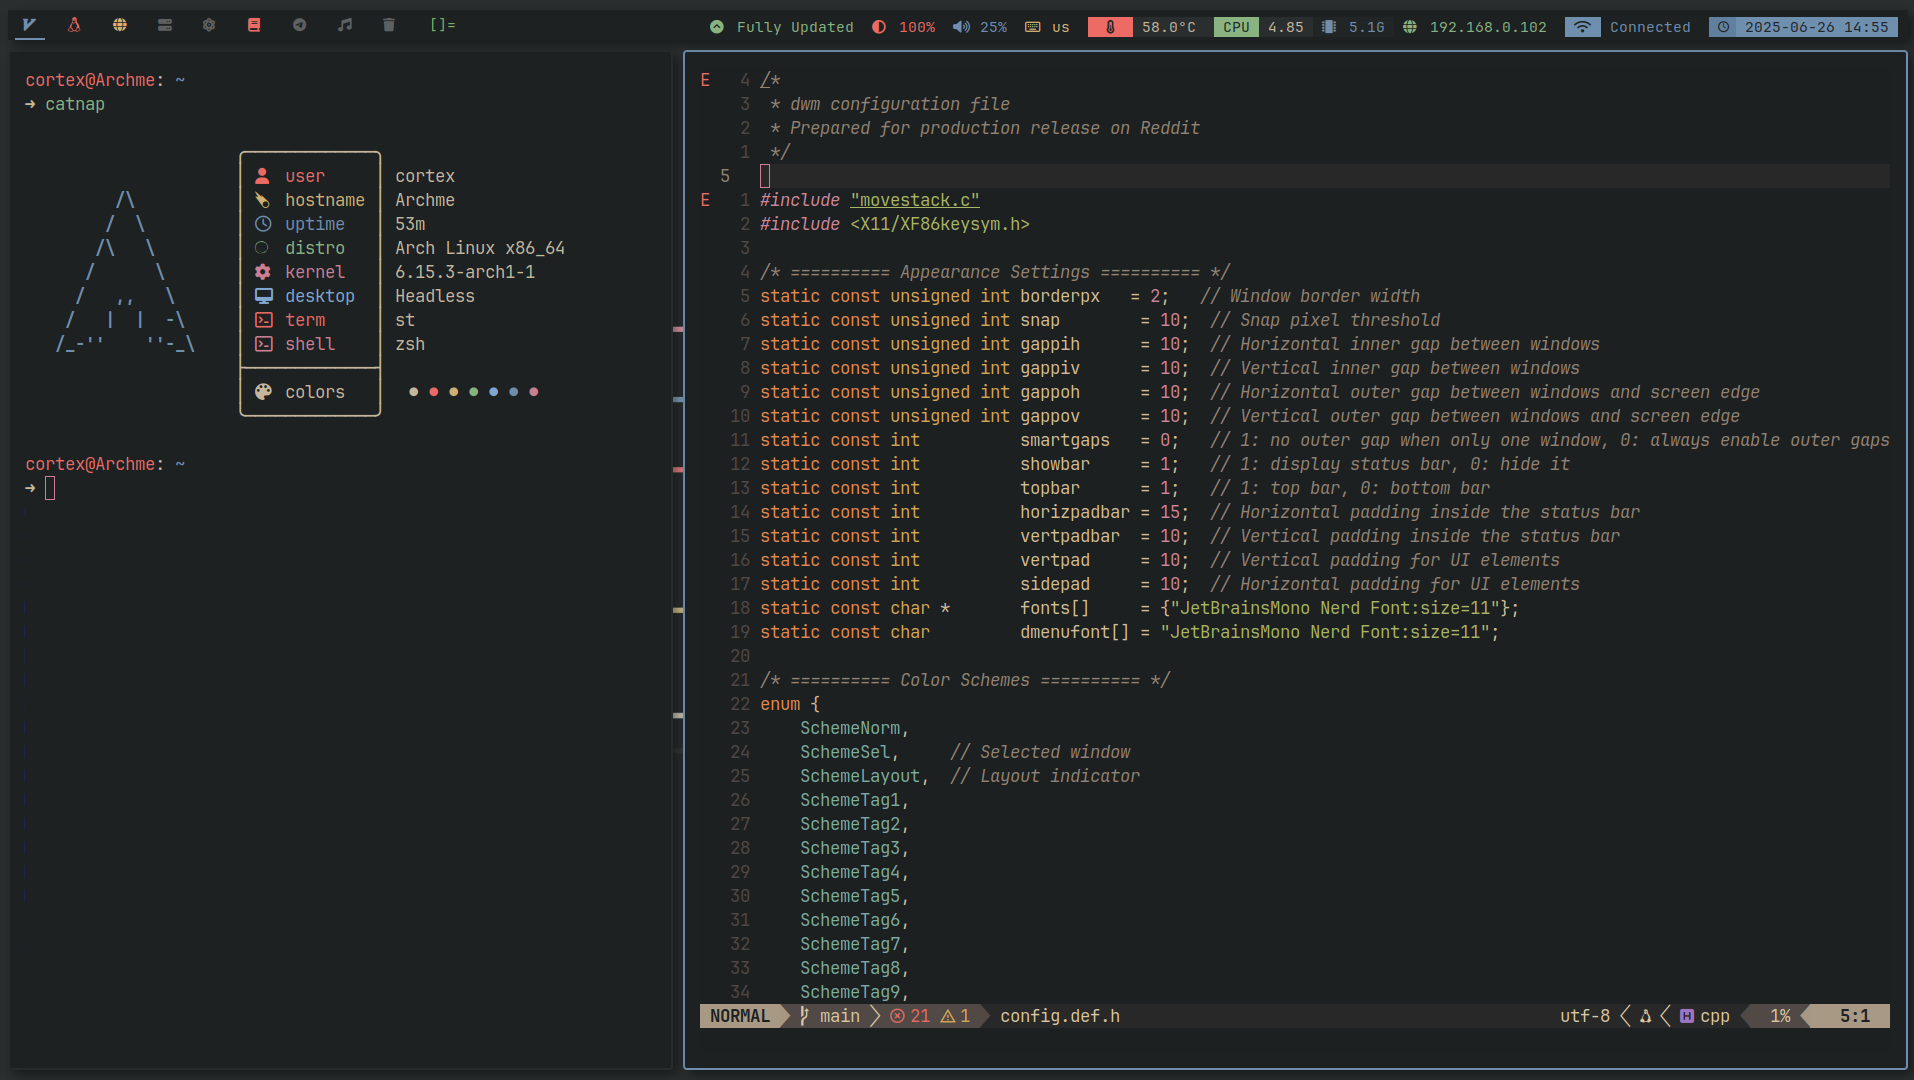 []=
Fully Updated 100% 25% us 58.0°C CPU 4.85 5.1G 192.168.0.102 Connected 2025-06-26 14:55
cortex@Archme: ~
→ catnap
user cortex
hostname Archme
uptime 53m
distro Arch Linux x86_64
kernel 6.15.3-arch1-1
desktop Headless
term st
shell zsh
colors
/\
/  \
/\   \
/      \
/   ,,   \
/   |  |  -\
/_-''    ''-_\
cortex@Archme: ~
→
E 4 /*
3  * dwm configuration file
2  * Prepared for production release on Reddit
1  */
5
E 1 #include "movestack.c"
2 #include <X11/XF86keysym.h>
3
4 /* ========== Appearance Settings ========== */
5 static const unsigned int borderpx   = 2;   // Window border width
6 static const unsigned int snap        = 10;  // Snap pixel threshold
7 static const unsigned int gappih      = 10;  // Horizontal inner gap between windows
8 static const unsigned int gappiv      = 10;  // Vertical inner gap between windows
9 static const unsigned int gappoh      = 10;  // Horizontal outer gap between windows and screen edge
10 static const unsigned int gappov      = 10;  // Vertical outer gap between windows and screen edge
11 static const int          smartgaps   = 0;   // 1: no outer gap when only one window, 0: always enable outer gaps
12 static const int          showbar     = 1;   // 1: display status bar, 0: hide it
13 static const int          topbar      = 1;   // 1: top bar, 0: bottom bar
14 static const int          horizpadbar = 15;  // Horizontal padding inside the status bar
15 static const int          vertpadbar  = 10;  // Vertical padding inside the status bar
16 static const int          vertpad     = 10;  // Vertical padding for UI elements
17 static const int          sidepad     = 10;  // Horizontal padding for UI elements
18 static const char *       fonts[]     = {"JetBrainsMono Nerd Font:size=11"};
19 static const char         dmenufont[] = "JetBrainsMono Nerd Font:size=11";
20
21 /* ========== Color Schemes ========== */
22 enum {
23     SchemeNorm,
24     SchemeSel,     // Selected window
25     SchemeLayout,  // Layout indicator
26     SchemeTag1,
27     SchemeTag2,
28     SchemeTag3,
29     SchemeTag4,
30     SchemeTag5,
31     SchemeTag6,
32     SchemeTag7,
33     SchemeTag8,
34     SchemeTag9,
NORMAL main 21 1 config.def.h utf-8 cpp 1% 5:1